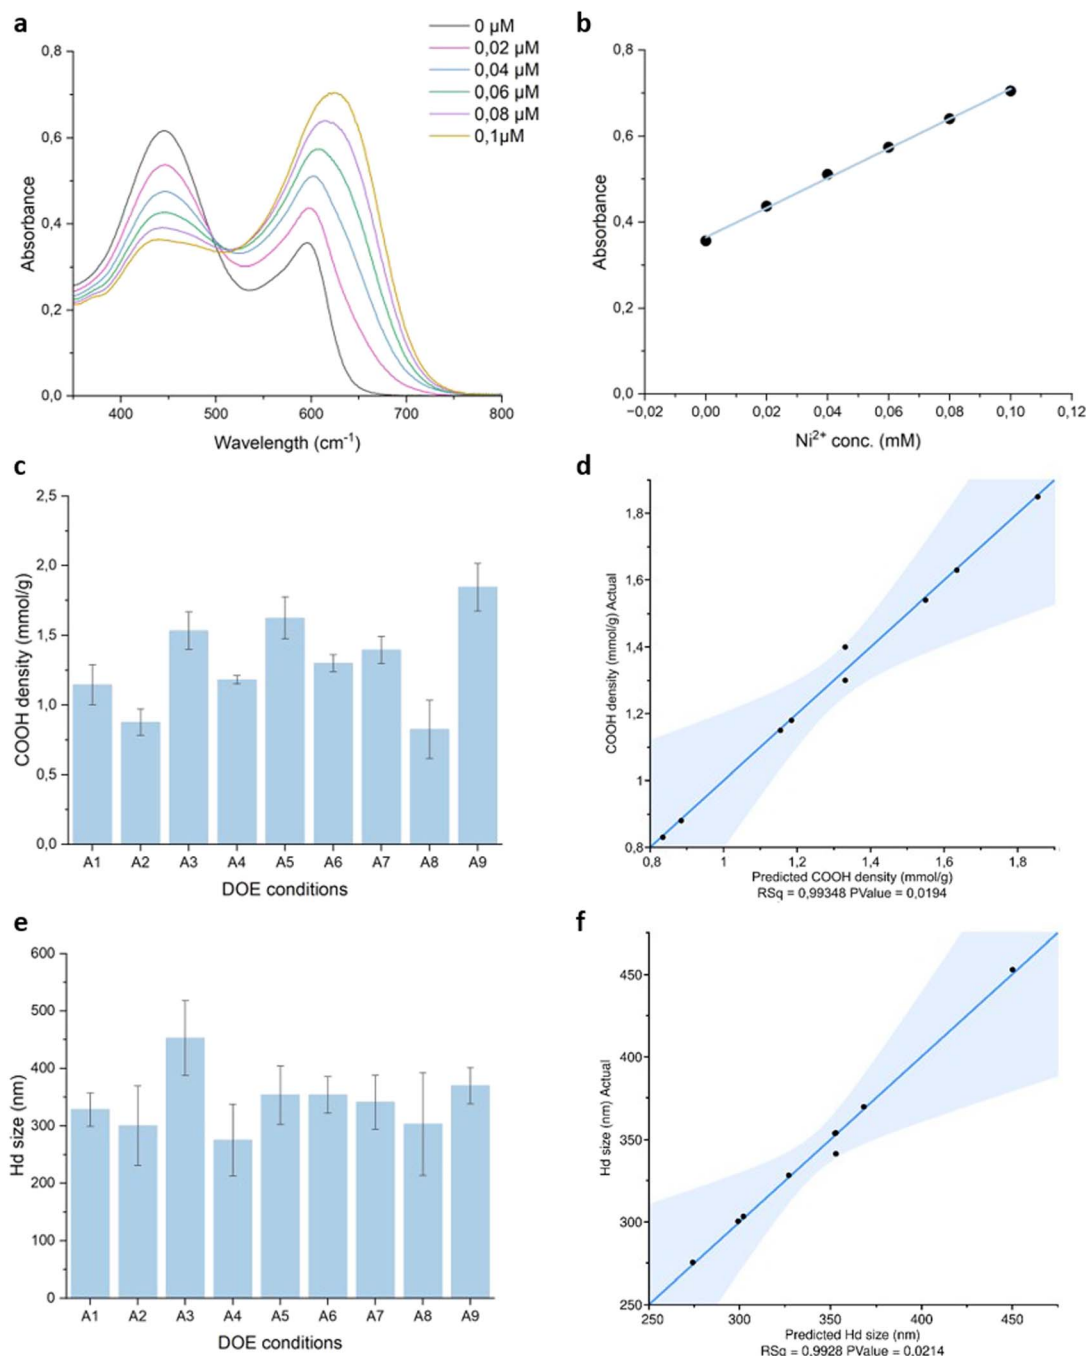 a
0 µM
0,02 µM
0,04 µM
0,06 µM
0,08 µM
0,1µM
0,8
0,6
0,4
0,2
0,0
400 500 600 700 800
Absorbance
Wavelength (cm⁻¹)
b
0,8
0,6
0,4
0,2
0,0
−0,02 0,00 0,02 0,04 0,06 0,08 0,10 0,12
Absorbance
Ni²⁺ conc. (mM)
c
2,5
2,0
1,5
1,0
0,5
0,0
A1 A2 A3 A4 A5 A6 A7 A8 A9
COOH density (mmol/g)
DOE conditions
d
1,8
1,6
1,4
1,2
1
0,8
0,8 1 1,2 1,4 1,6 1,8
COOH density (mmol/g) Actual
Predicted COOH density (mmol/g)
RSq = 0,99348 PValue = 0,0194
e
600
500
400
300
200
100
0
A1 A2 A3 A4 A5 A6 A7 A8 A9
Hd size (nm)
DOE conditions
f
450
400
350
300
250
250 300 350 400 450
Hd size (nm) Actual
Predicted Hd size (nm)
RSq = 0,9928 PValue = 0,0214